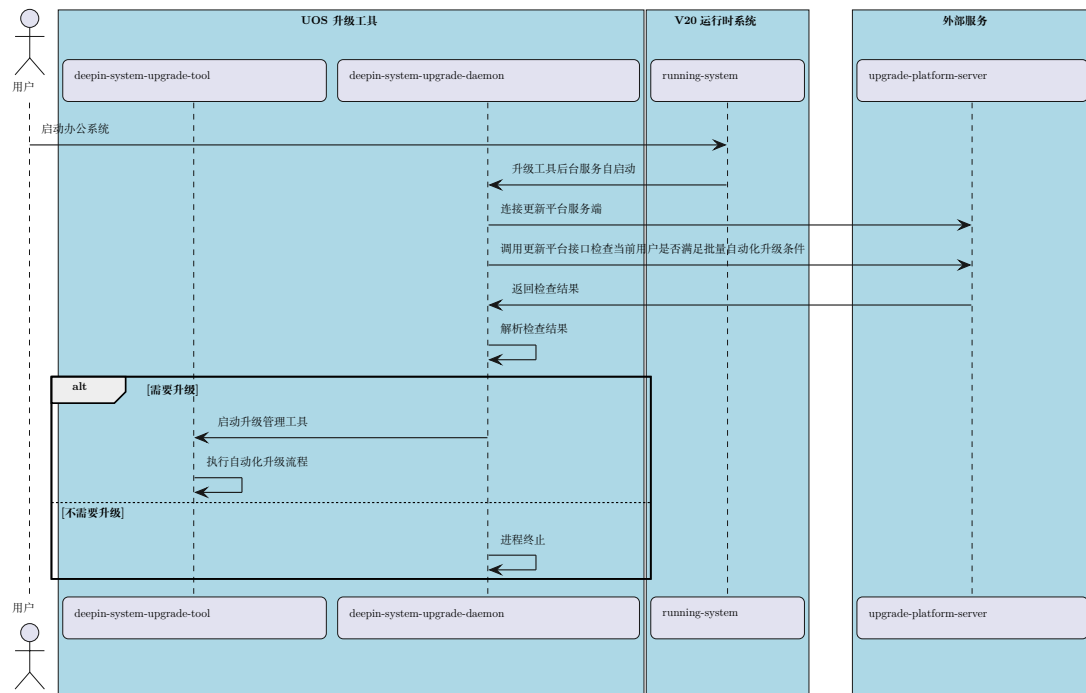 UOS 升级工具
V20 运行时系统
外部服务
用户
deepin-system-upgrade-tool
deepin-system-upgrade-daemon
running-system
upgrade-platform-server
启动办公系统
升级工具后台服务自启动
连接更新平台服务端
调用更新平台接口检查当前用户是否满足批量自动化升级条件
返回检查结果
解析检查结果
alt
[需要升级]
启动升级管理工具
执行自动化升级流程
[不需要升级]
进程终止
用户
deepin-system-upgrade-tool
deepin-system-upgrade-daemon
running-system
upgrade-platform-server